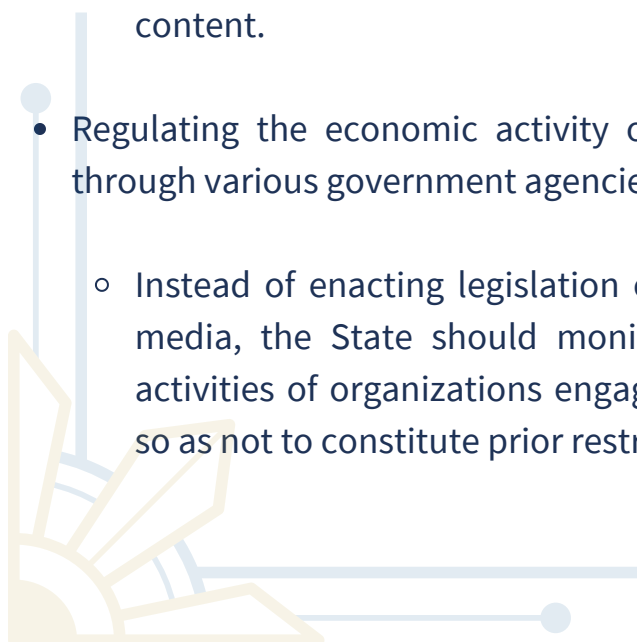 content.
• Regulating the economic activity
through various government
○ Instead of enacting legislation
media, the State should
activities of organizations
so as not to constitute prior